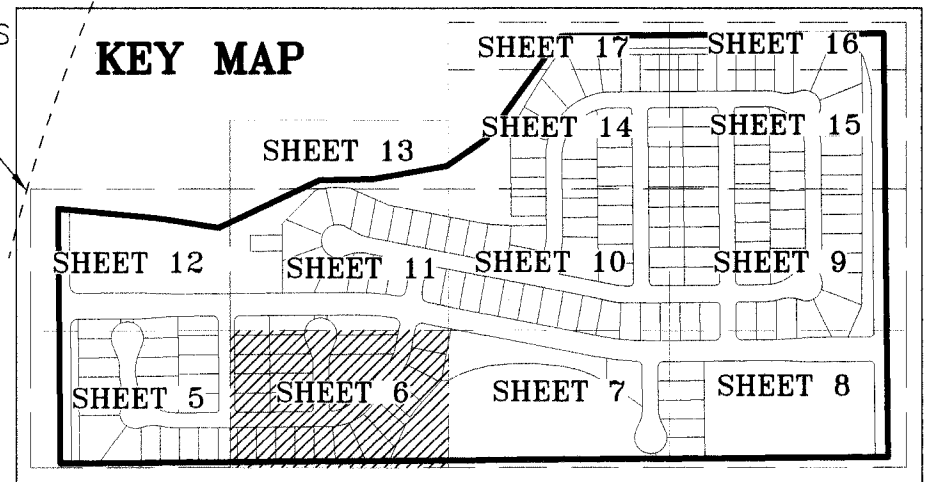 S
KEY MAP
SHEET 17
SHEET 16
SHEET 13
SHEET 14
SHEET 15
SHEET 12
SHEET 11
SHEET 10
SHEET 9
SHEET 5
SHEET 6
SHEET 7
SHEET 8